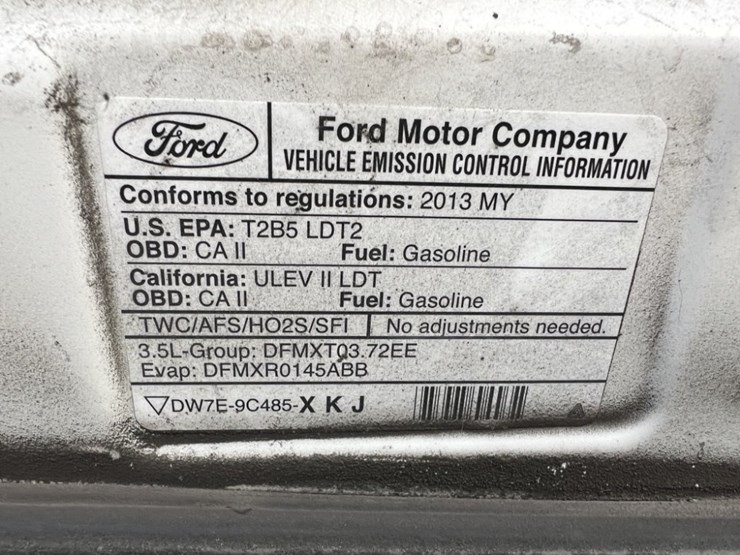 Ford
Ford Motor Company
VEHICLE EMISSION CONTROL INFORMATION
Conforms to regulations: 2013 MY
U.S. EPA: T2B5 LDT2
OBD: CA II Fuel: Gasoline
California: ULEV II LDT
OBD: CA II Fuel: Gasoline
TWC/AFS/HO2S/SFI No adjustments needed.
3.5L-Group: DFMXT03.72EE
Evap: DFMXR0145ABB
DW7E-9C485-X K J